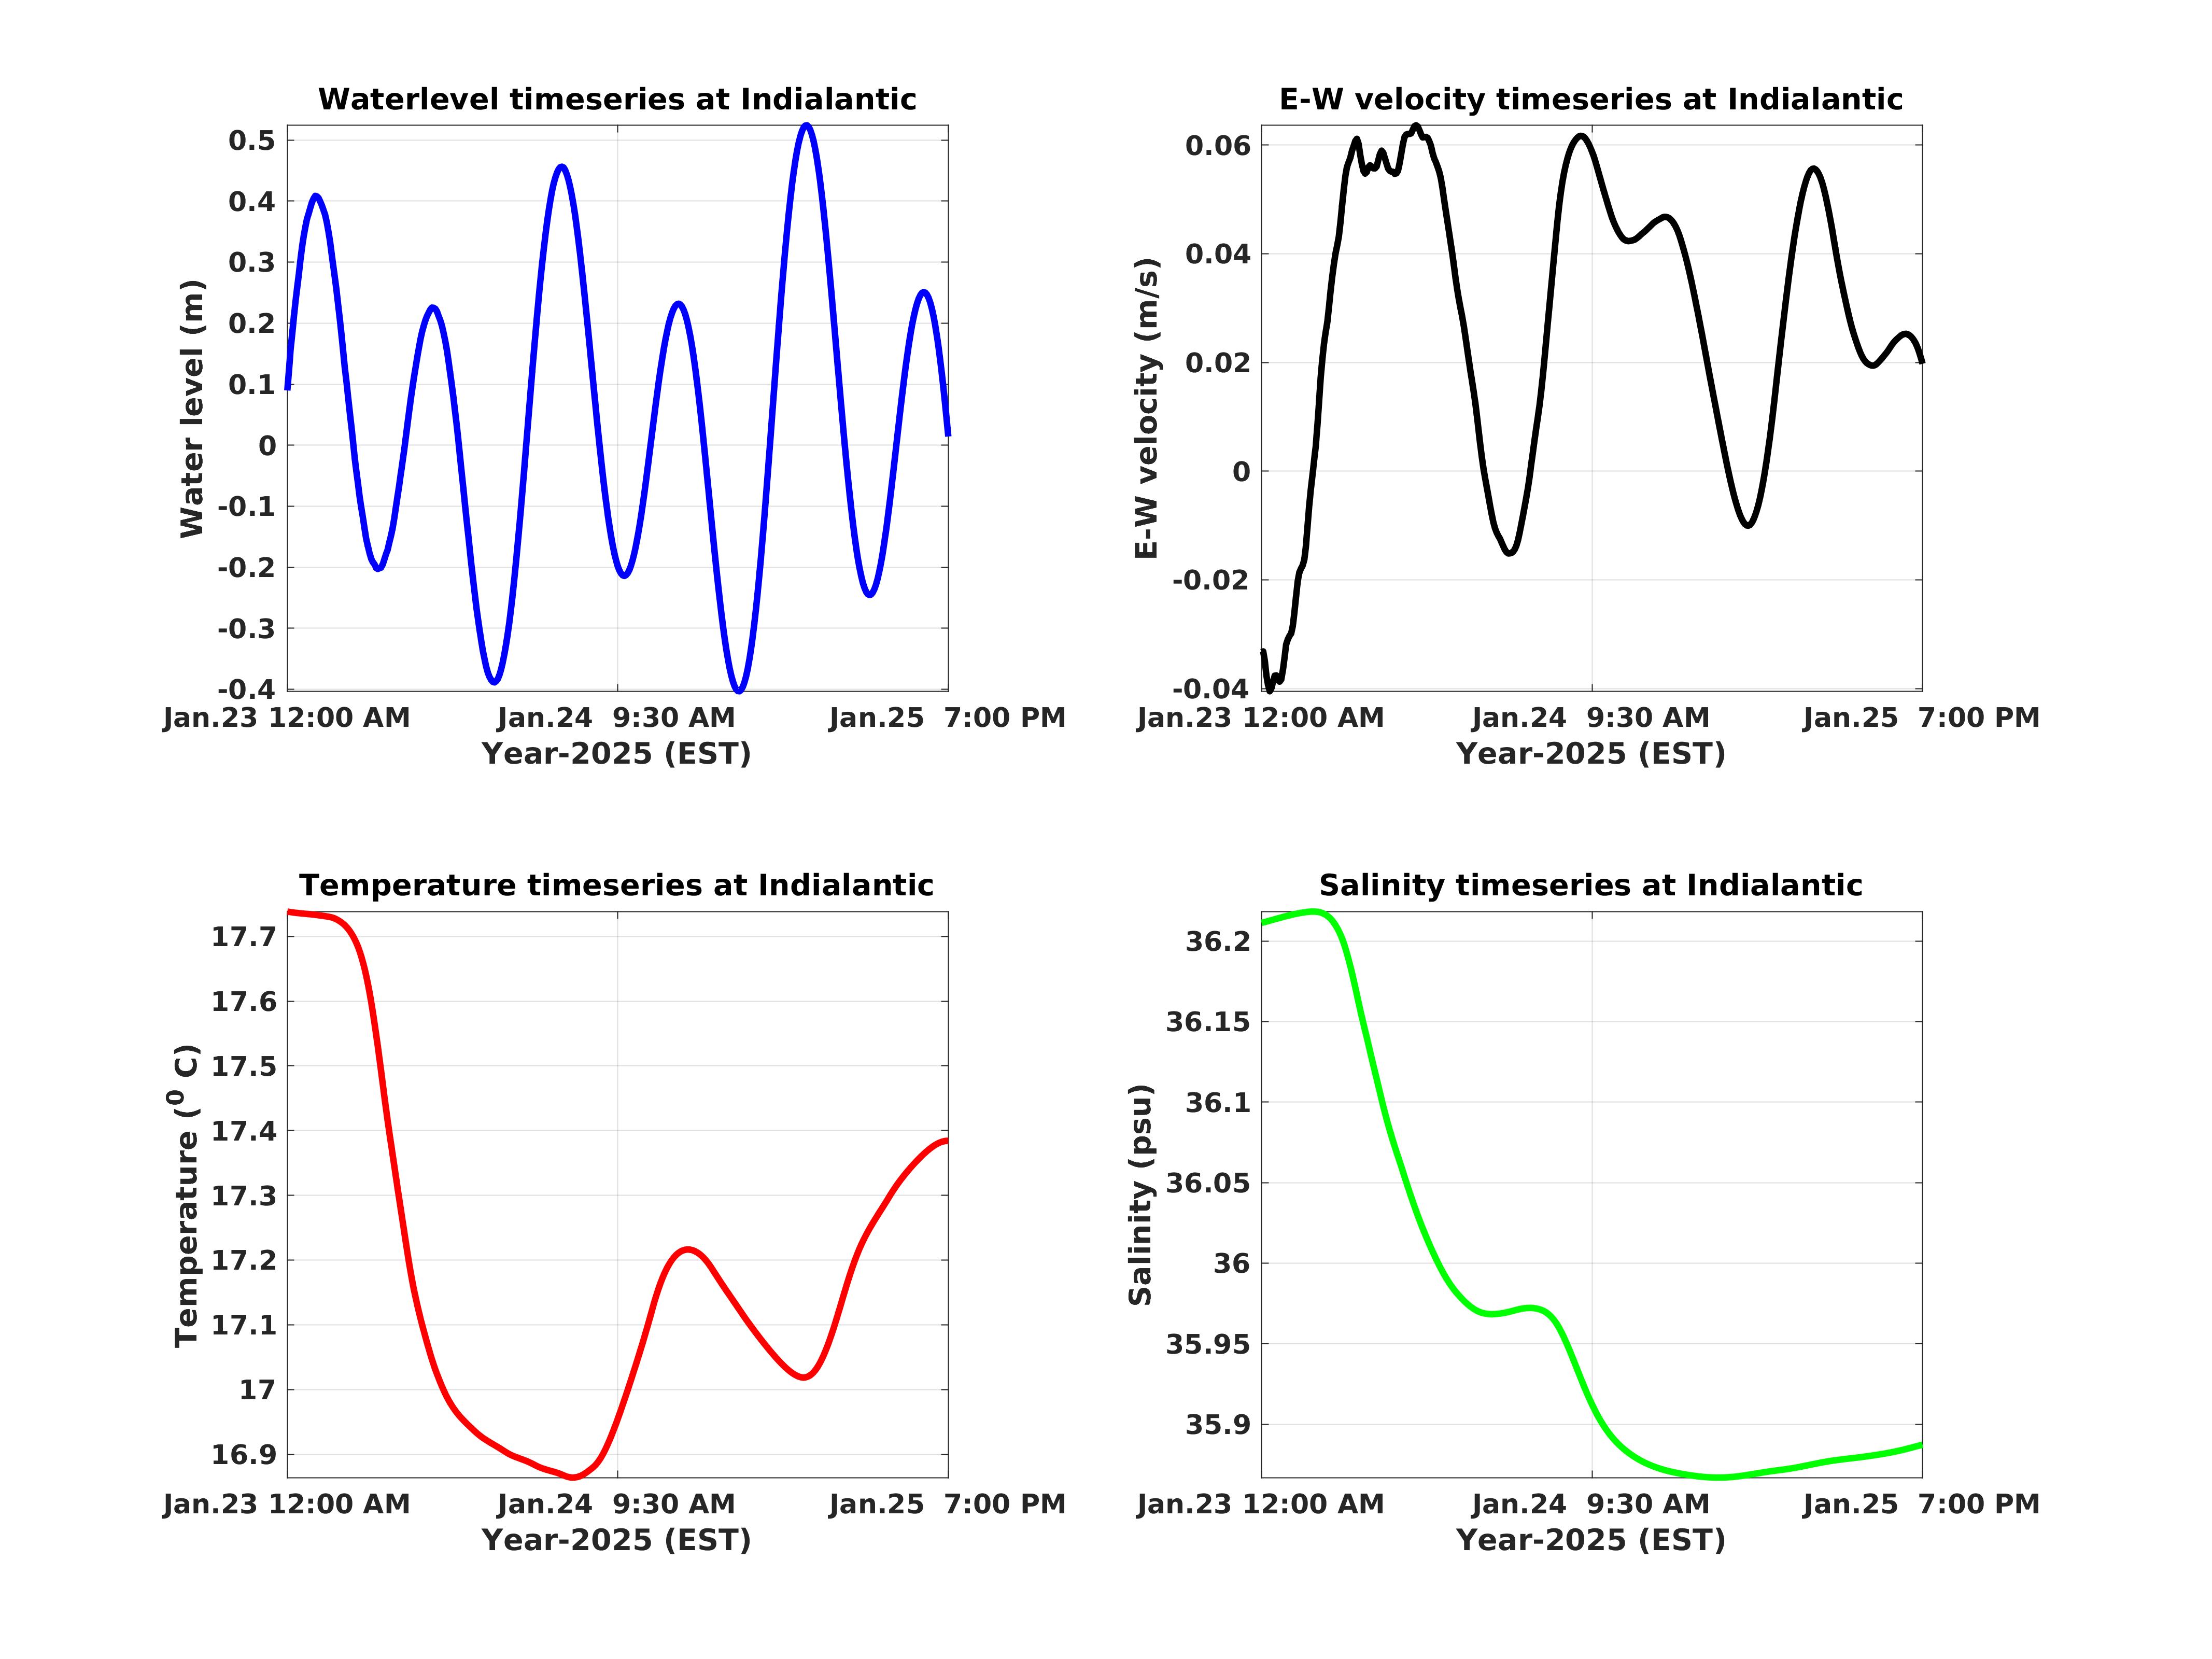 Waterlevel timeseries at Indialantic
0.5
0.4
0.3
0.2
0.1
0
-0.1
-0.2
-0.3
-0.4
Water level (m)
Jan.23 12:00 AM Jan.24 9:30 AM Jan.25 7:00 PM
Year-2025 (EST)
E-W velocity timeseries at Indialantic
0.06
0.04
0.02
0
-0.02
-0.04
E-W velocity (m/s)
Jan.23 12:00 AM Jan.24 9:30 AM Jan.25 7:00 PM
Year-2025 (EST)
Temperature timeseries at Indialantic
17.7
17.6
17.5
17.4
17.3
17.2
17.1
17
16.9
Temperature (⁰ C)
Jan.23 12:00 AM Jan.24 9:30 AM Jan.25 7:00 PM
Year-2025 (EST)
Salinity timeseries at Indialantic
36.2
36.15
36.1
36.05
36
35.95
35.9
Salinity (psu)
Jan.23 12:00 AM Jan.24 9:30 AM Jan.25 7:00 PM
Year-2025 (EST)